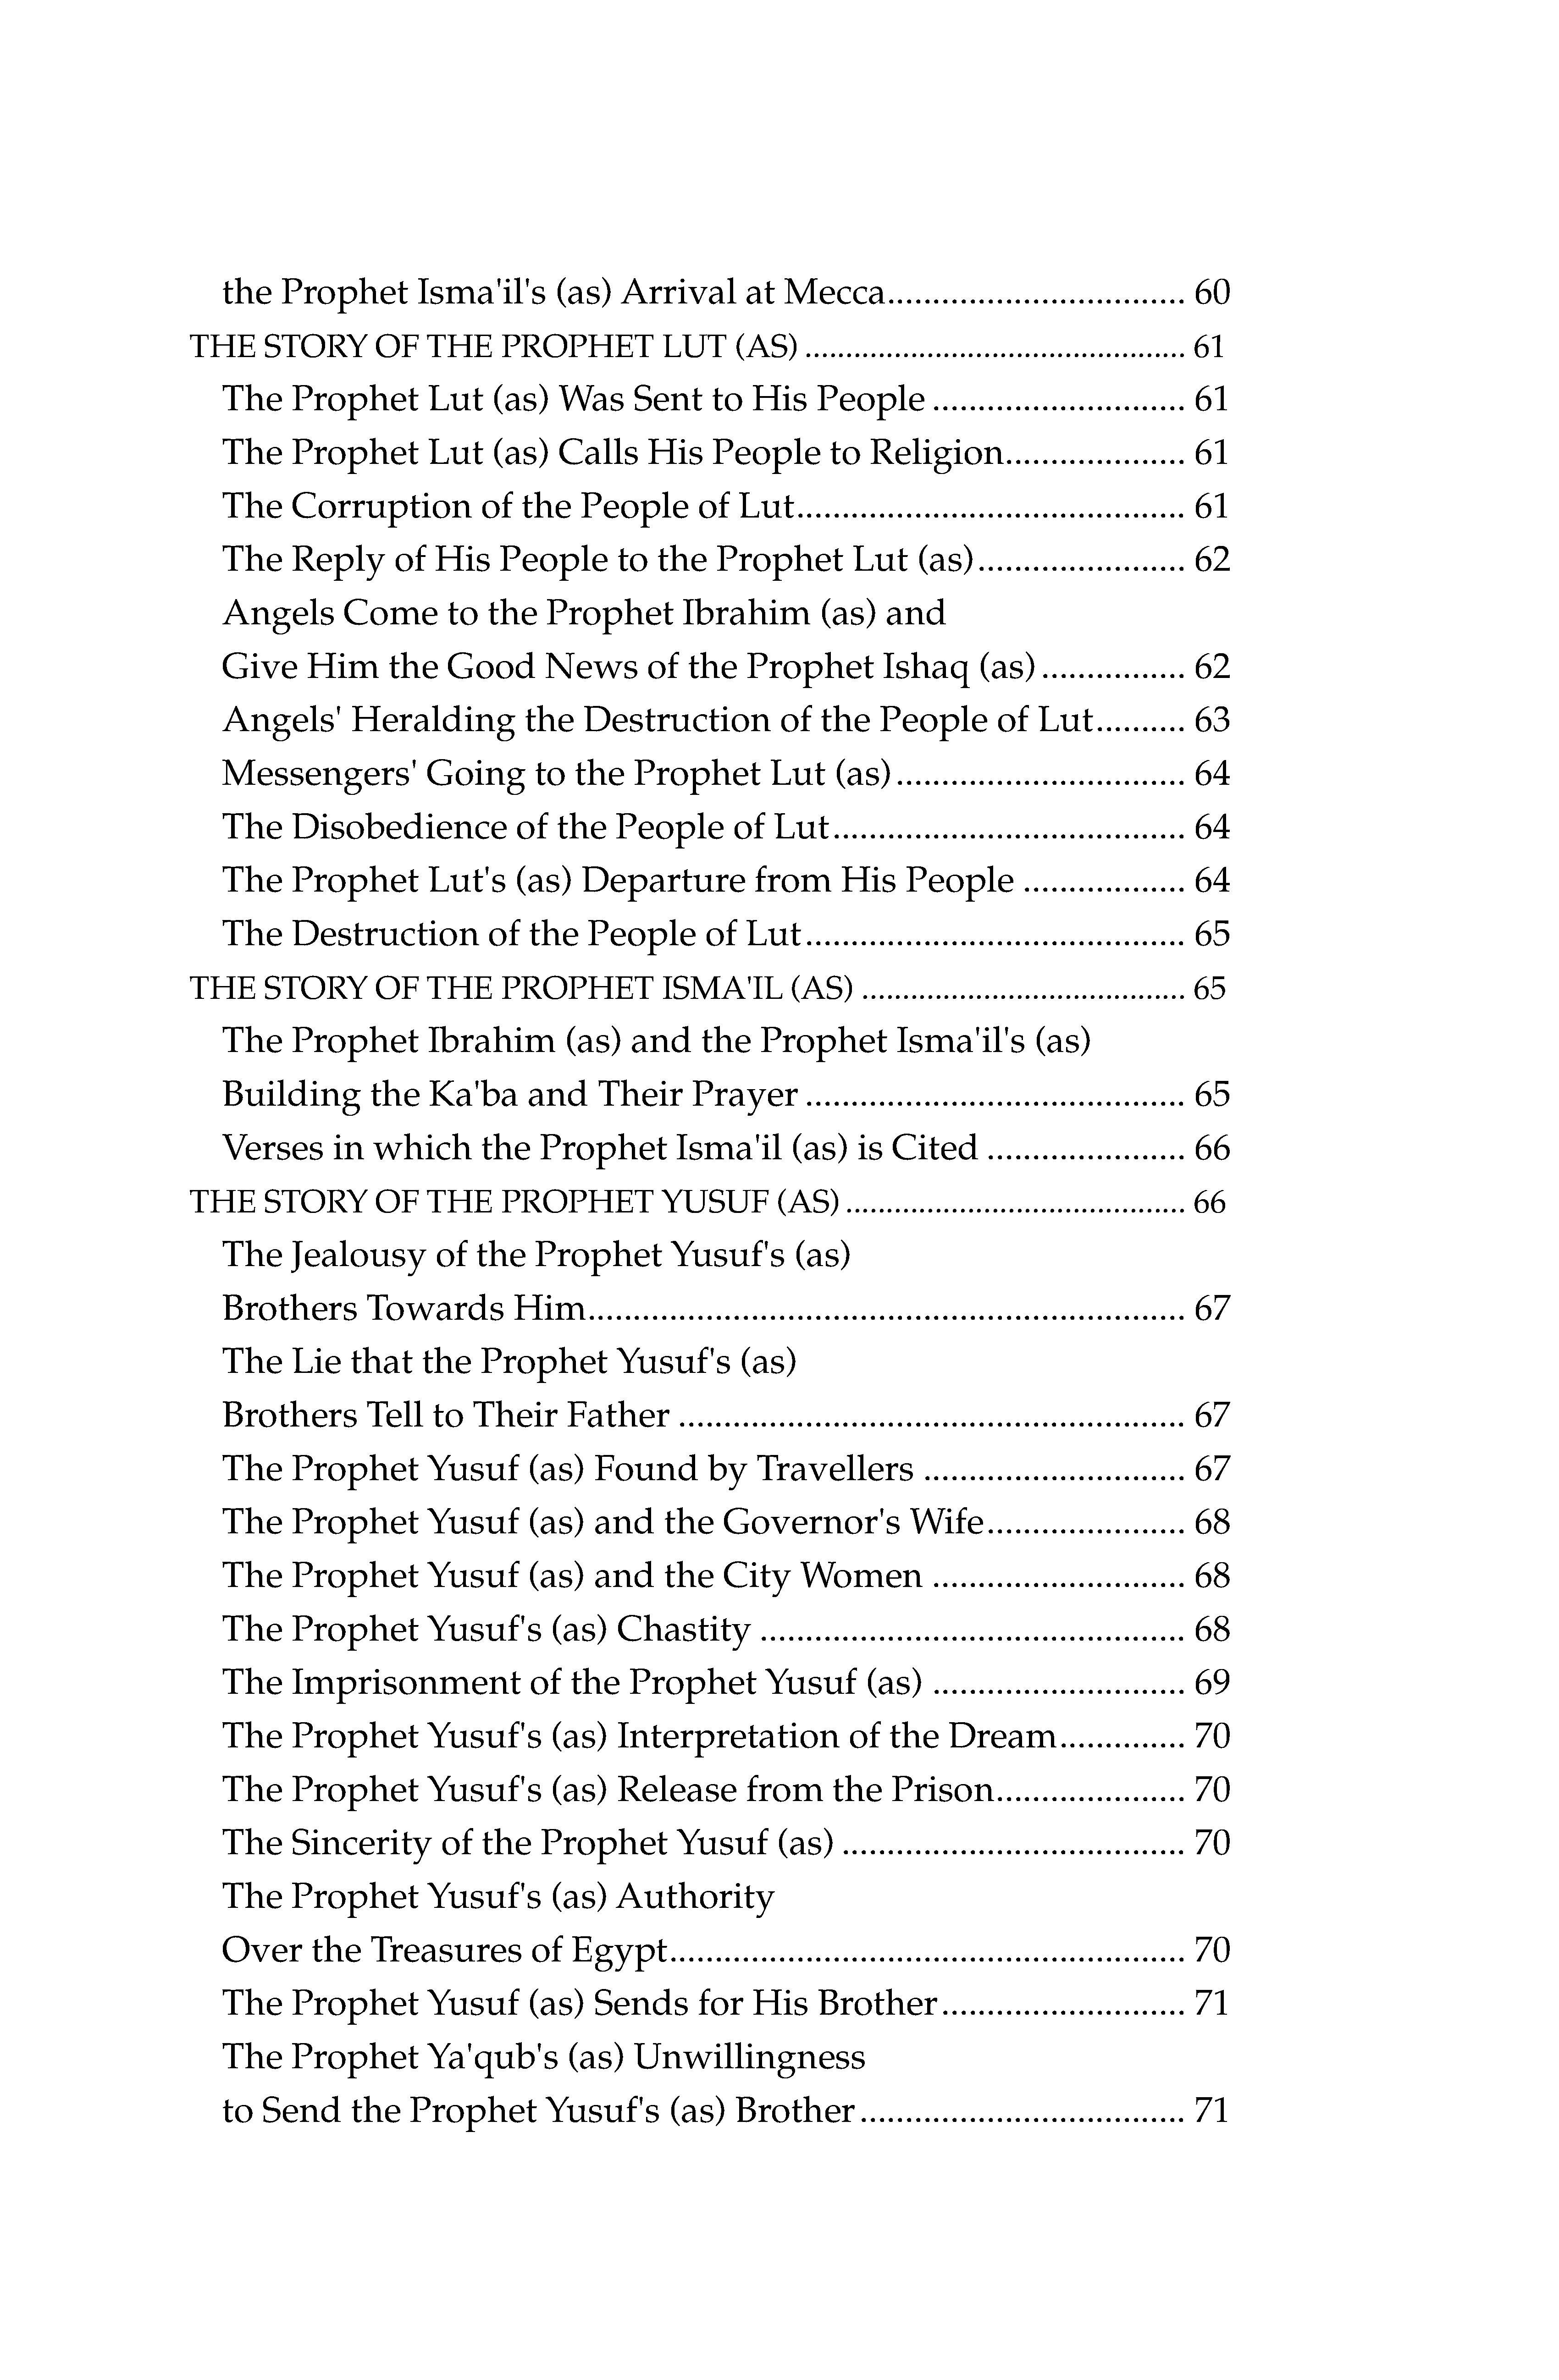 the Prophet Isma'il's (as) Arrival at Mecca................................. 60
THE STORY OF THE PROPHET LUT (AS) ............................................... 61
The Prophet Lut (as) Was Sent to His People ............................ 61
The Prophet Lut (as) Calls His People to Religion.................... 61
The Corruption of the People of Lut........................................... 61
The Reply of His People to the Prophet Lut (as)....................... 62
Angels Come to the Prophet Ibrahim (as) and
Give Him the Good News of the Prophet Ishaq (as) ................ 62
Angels' Heralding the Destruction of the People of Lut.......... 63
Messengers' Going to the Prophet Lut (as)................................ 64
The Disobedience of the People of Lut....................................... 64
The Prophet Lut's (as) Departure from His People .................. 64
The Destruction of the People of Lut.......................................... 65
THE STORY OF THE PROPHET ISMA'IL (AS) ........................................ 65
The Prophet Ibrahim (as) and the Prophet Isma'il's (as)
Building the Ka'ba and Their Prayer .......................................... 65
Verses in which the Prophet Isma'il (as) is Cited ...................... 66
THE STORY OF THE PROPHET YUSUF (AS) .......................................... 66
The Jealousy of the Prophet Yusuf's (as)
Brothers Towards Him.................................................................. 67
The Lie that the Prophet Yusuf's (as)
Brothers Tell to Their Father ........................................................ 67
The Prophet Yusuf (as) Found by Travellers ............................. 67
The Prophet Yusuf (as) and the Governor's Wife...................... 68
The Prophet Yusuf (as) and the City Women ............................ 68
The Prophet Yusuf's (as) Chastity ............................................... 68
The Imprisonment of the Prophet Yusuf (as) ............................ 69
The Prophet Yusuf's (as) Interpretation of the Dream.............. 70
The Prophet Yusuf's (as) Release from the Prison..................... 70
The Sincerity of the Prophet Yusuf (as) ...................................... 70
The Prophet Yusuf's (as) Authority
Over the Treasures of Egypt......................................................... 70
The Prophet Yusuf (as) Sends for His Brother........................... 71
The Prophet Ya'qub's (as) Unwillingness
to Send the Prophet Yusuf's (as) Brother .................................... 71